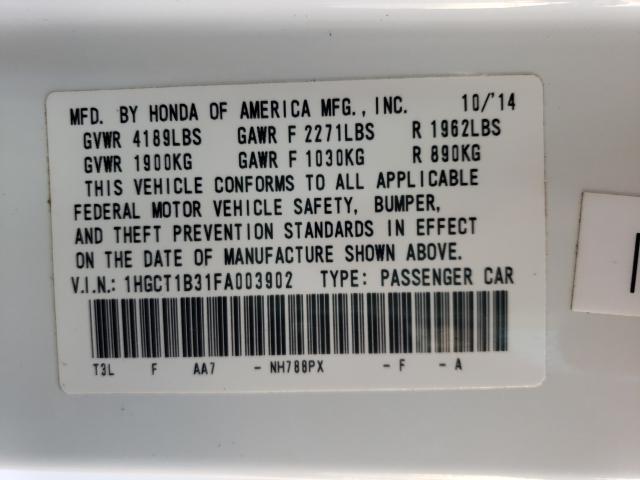 MFD. BY HONDA OF AMERICA MFG., INC. 10/'14
GVWR 4189LBS GAWR F 2271LBS R 1962LBS
GVWR 1900KG GAWR F 1030KG R 890KG
THIS VEHICLE CONFORMS TO ALL APPLICABLE
FEDERAL MOTOR VEHICLE SAFETY, BUMPER,
AND THEFT PREVENTION STANDARDS IN EFFECT
ON THE DATE OF MANUFACTURE SHOWN ABOVE.
V.I.N.: 1HGCT1B31FA003902 TYPE: PASSENGER CAR
T3L F AA7 - NH788PX - F - A